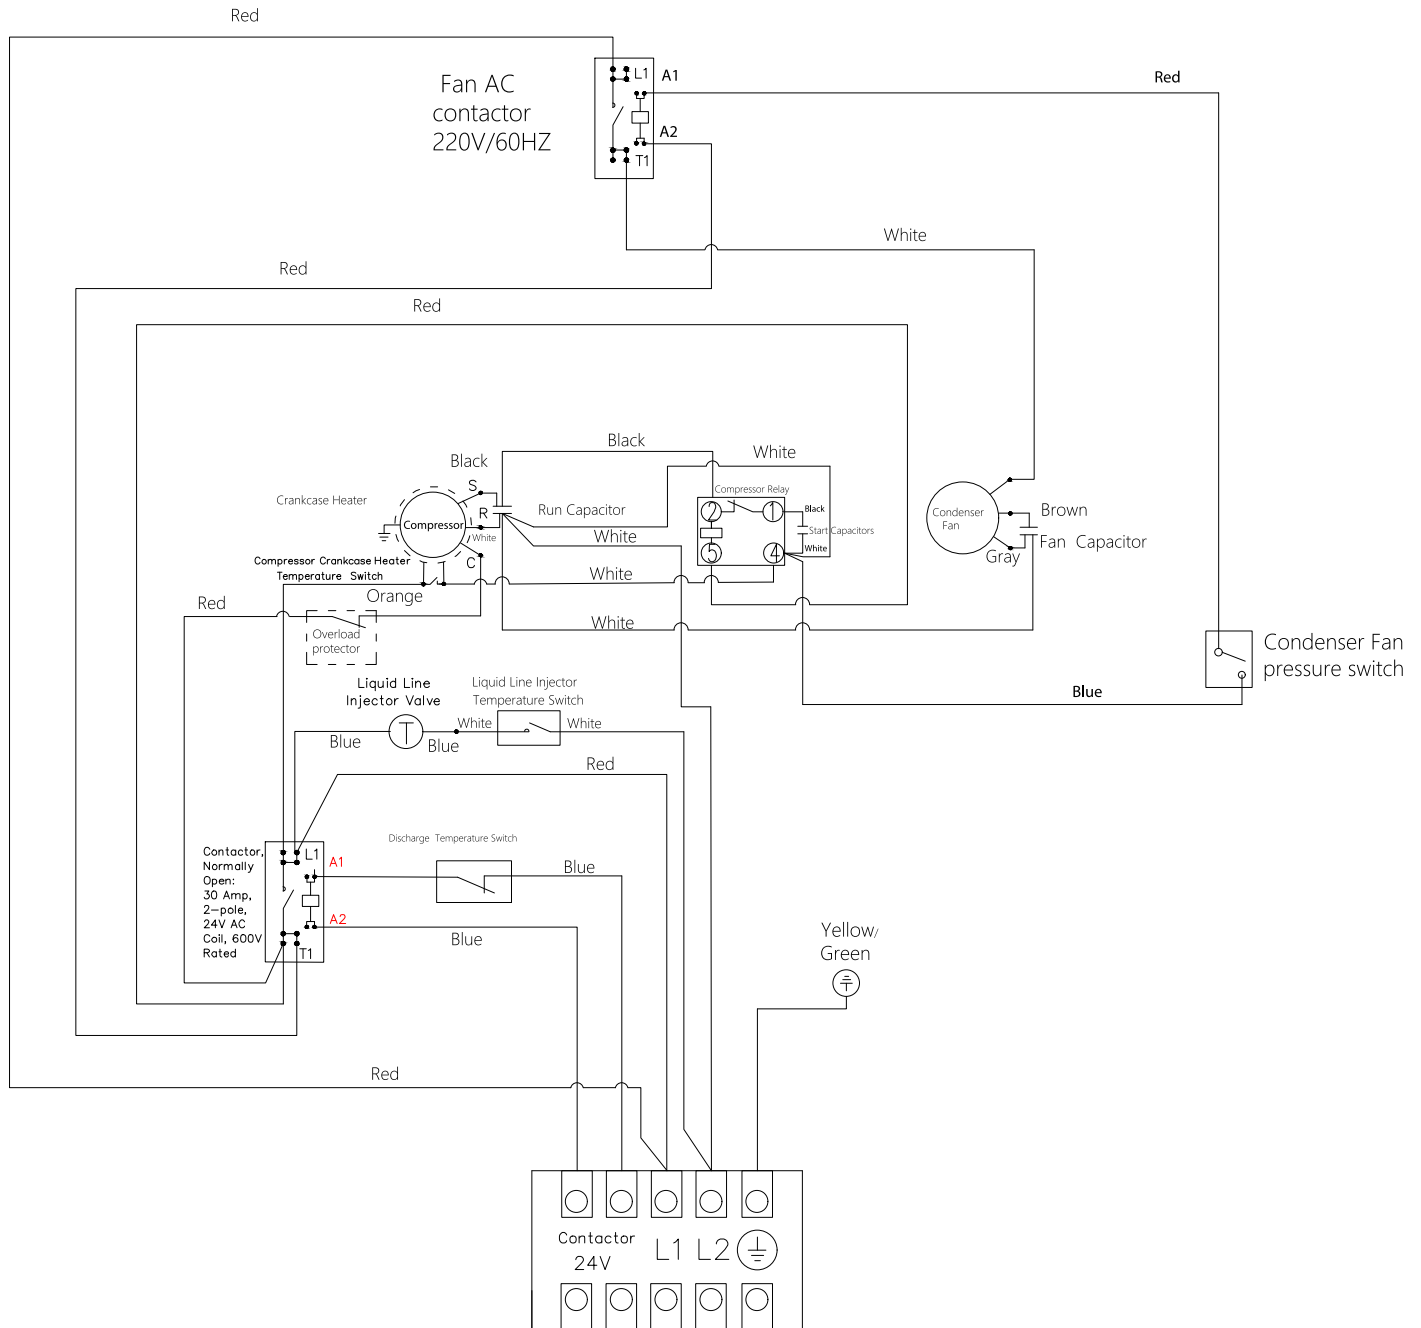 Red
Fan AC
contactor
220V/60HZ
L1
A1
A2
T1
Red
White
Red
Red
Black
White
Black
Compressor Relay
S
Crankcase Heater
R
Run Capacitor
2
1
Black
Start Capacitors
White
5
4
Compressor
White
White
C
Condenser
Fan
Brown
Fan Capacitor
Gray
Compressor Crankcase Heater
Temperature Switch
White
Orange
Red
Overload
protector
White
Condenser Fan
pressure switch
Blue
Liquid Line
Injector Valve
Liquid Line Injector
Temperature Switch
T
Blue
Blue
White
White
Red
Discharge Temperature Switch
Contactor,
Normally
Open:
30 Amp,
2-pole,
24V AC
Coil, 600V
Rated
L1
A1
A2
T1
Blue
Blue
Yellow/
Green
Red
Contactor
24V
L1
L2